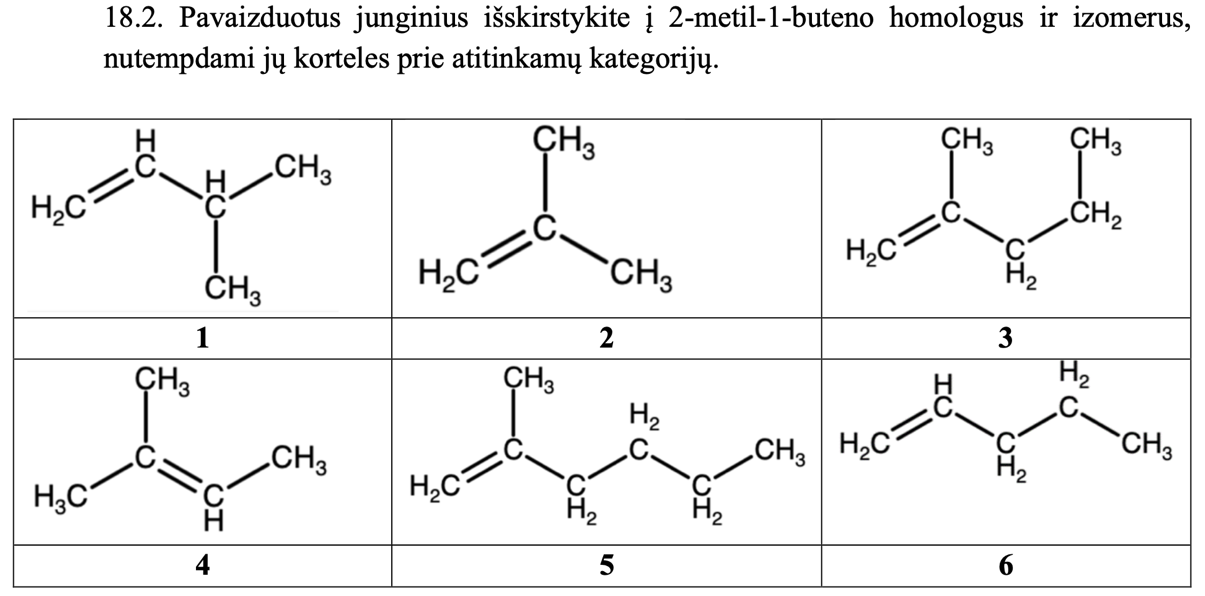 18.2. Pavaizduotus junginius išskirstykite į 2-metil-1-buteno homologus ir izomerus,
nutempdami jų korteles prie atitinkamų kategorijų.
H
C
H
C
CH₃
H₂C
CH₃
1
CH₃
C
H₂C
CH₃
2
CH₃
CH₃
C
CH₂
H₂C
C
H₂
3
CH₃
C
CH₃
H₃C
C
H
4
CH₃
H₂
C
C
CH₃
H₂C
C
H₂
C
H₂
5
H
C
H₂
C
H₂C
C
H₂
CH₃
6